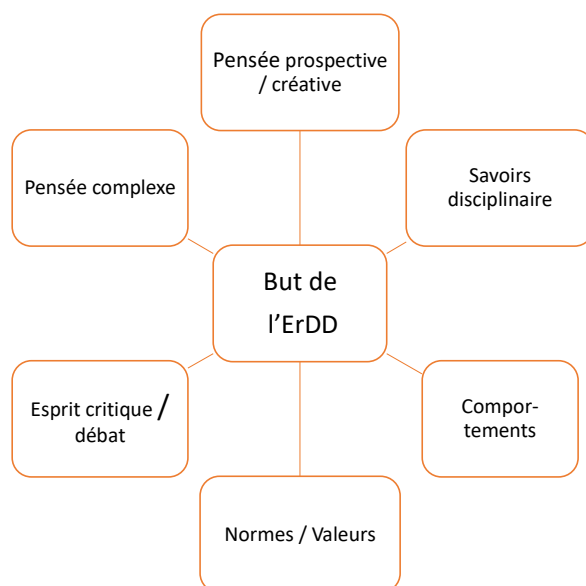 Pensée prospective
/ créative
Pensée complexe
Savoirs
disciplinaire
But de
l’ErDD
Esprit critique /
débat
Compor-
tements
Normes / Valeurs